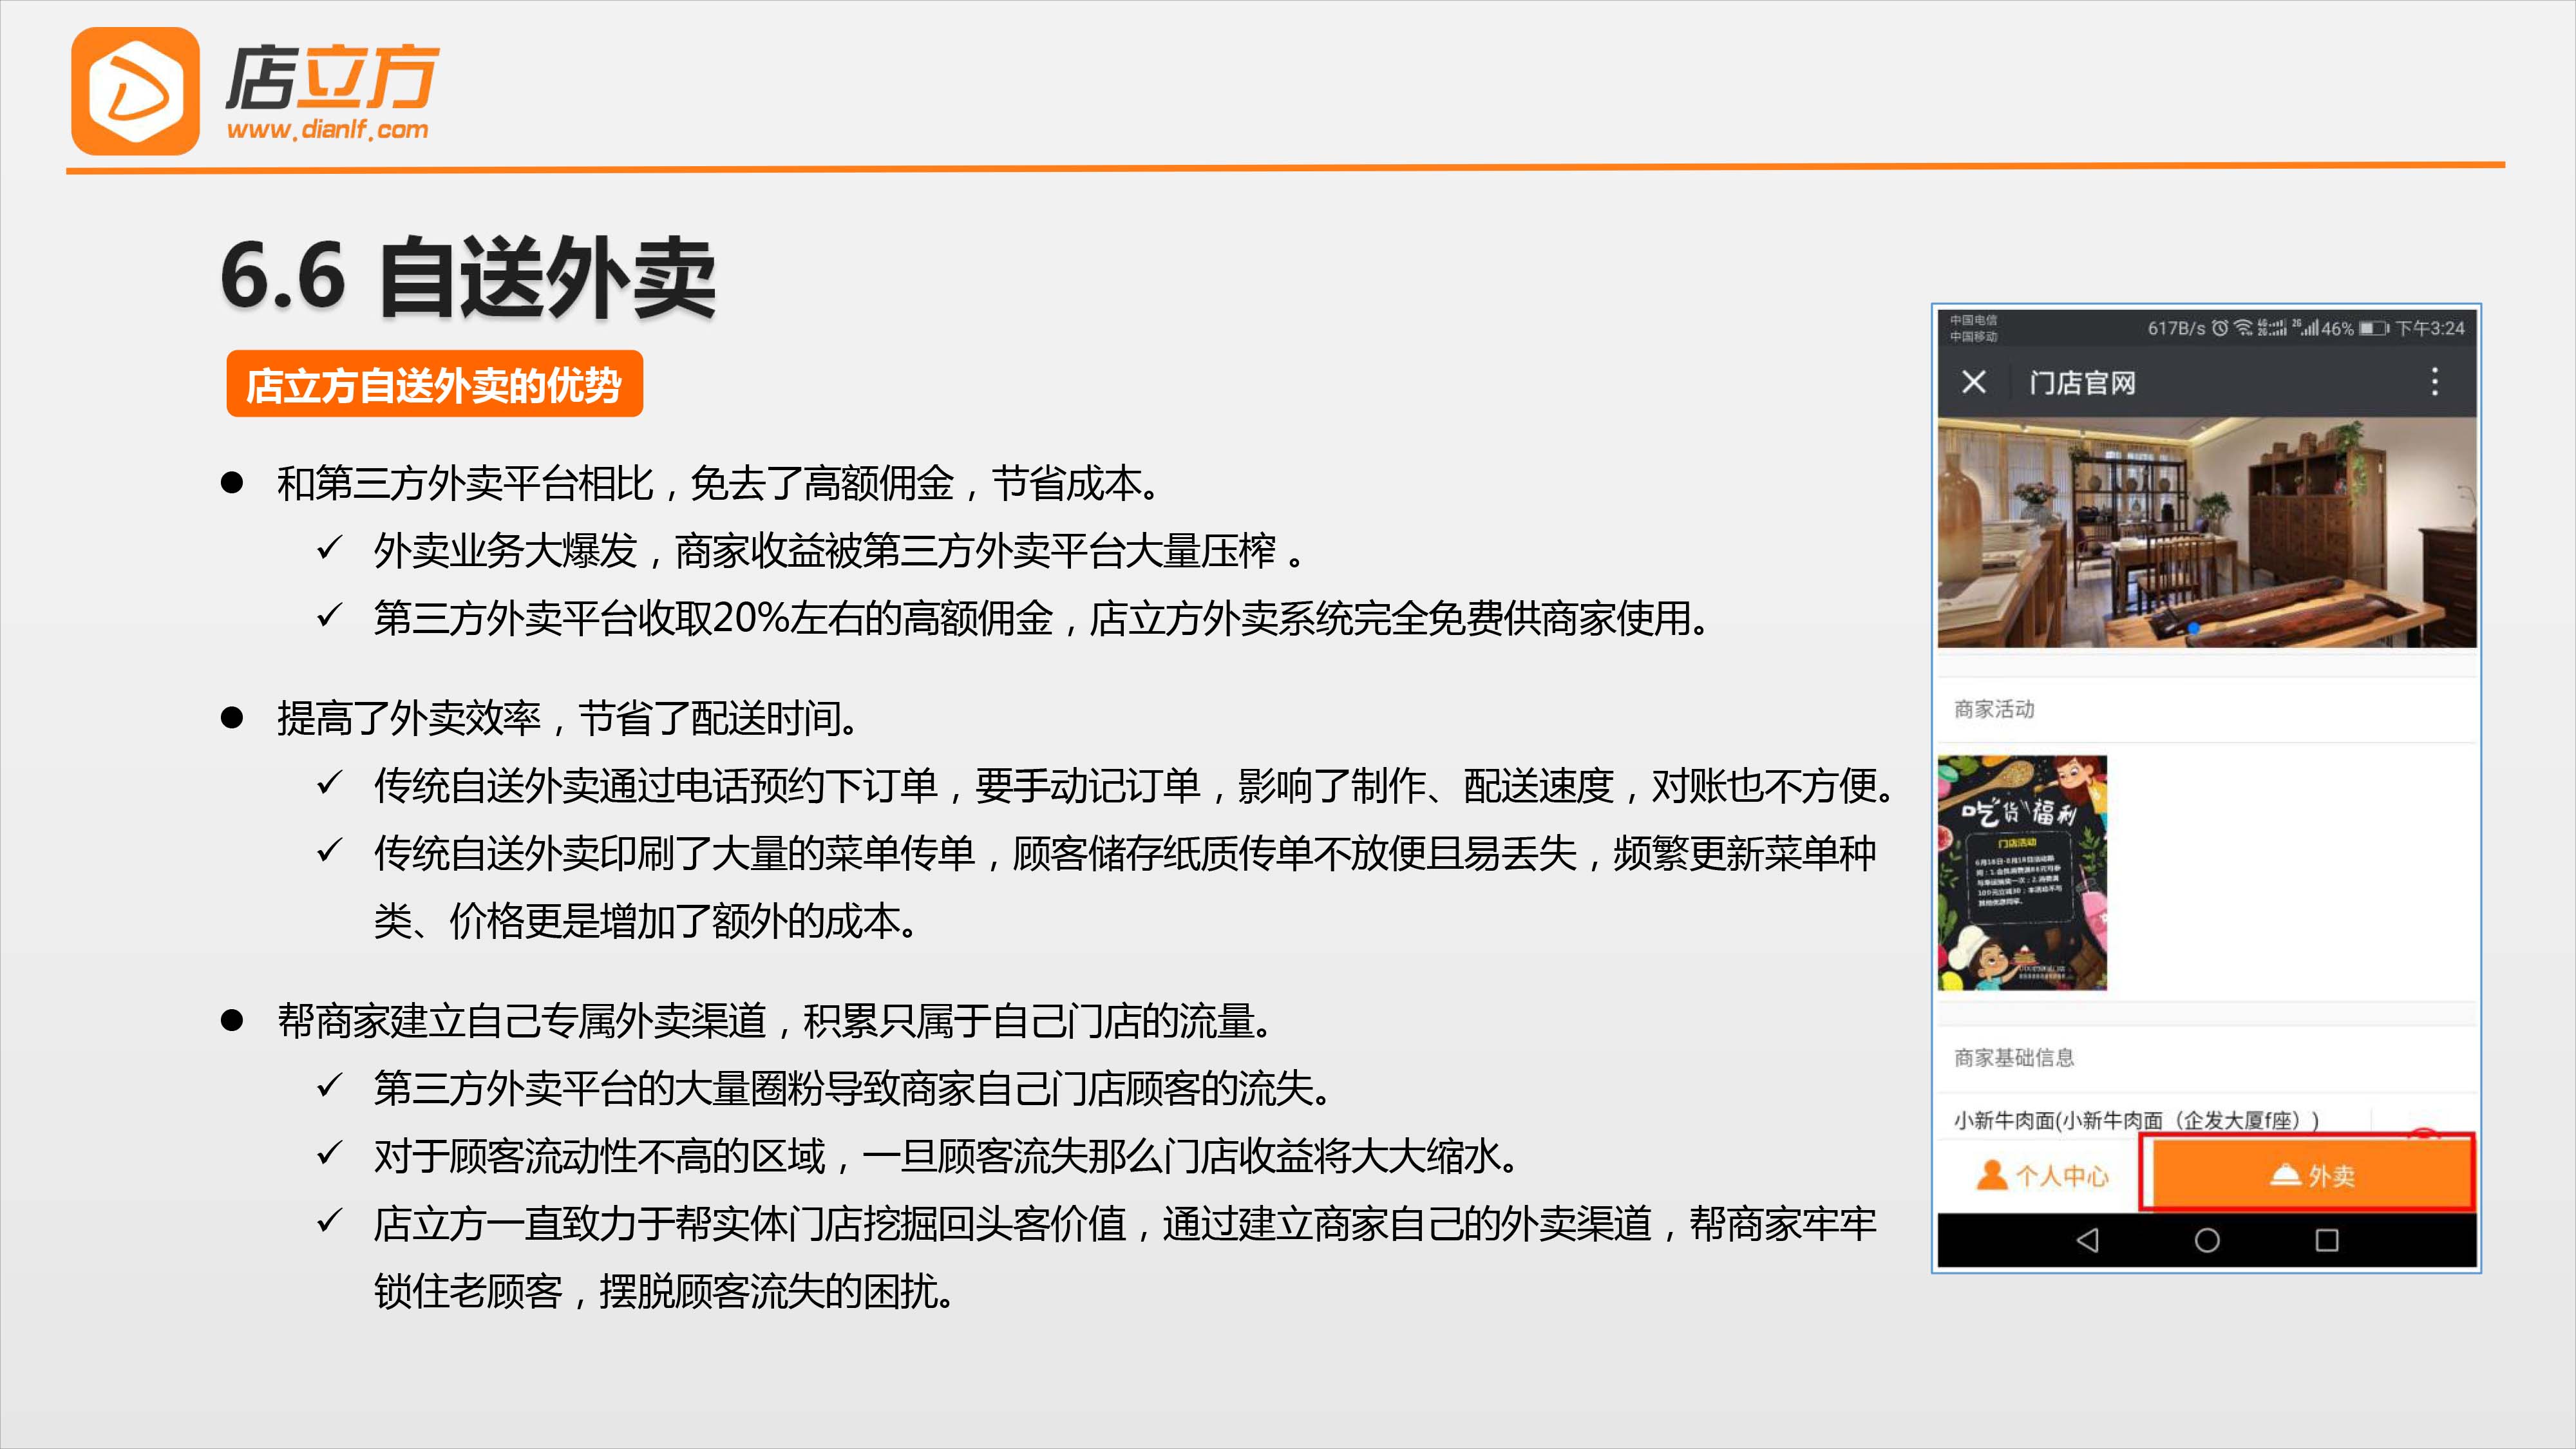 店立方
www.dianlf.com
6.6 自送外卖
店立方自送外卖的优势
● 和第三方外卖平台相比，免去了高额佣金，节省成本。
✓ 外卖业务大爆发，商家收益被第三方外卖平台大量压榨 。
✓ 第三方外卖平台收取20%左右的高额佣金，店立方外卖系统完全免费供商家使用。
● 提高了外卖效率，节省了配送时间。
✓ 传统自送外卖通过电话预约下订单，要手动记订单，影响了制作、配送速度，对账也不方便。
✓ 传统自送外卖印刷了大量的菜单传单，顾客储存纸质传单不放便且易丢失，频繁更新菜单种
类、价格更是增加了额外的成本。
● 帮商家建立自己专属外卖渠道，积累只属于自己门店的流量。
✓ 第三方外卖平台的大量圈粉导致商家自己门店顾客的流失。
✓ 对于顾客流动性不高的区域，一旦顾客流失那么门店收益将大大缩水。
✓ 店立方一直致力于帮实体门店挖掘回头客价值，通过建立商家自己的外卖渠道，帮商家牢牢
锁住老顾客，摆脱顾客流失的困扰。
中国电信
中国移动
617B/s 4G 2G 2G 46% 下午3:24
门店官网
商家活动
吃货福利
门店活动
商家基础信息
小新牛肉面(小新牛肉面（企发大厦f座）)
个人中心
外卖